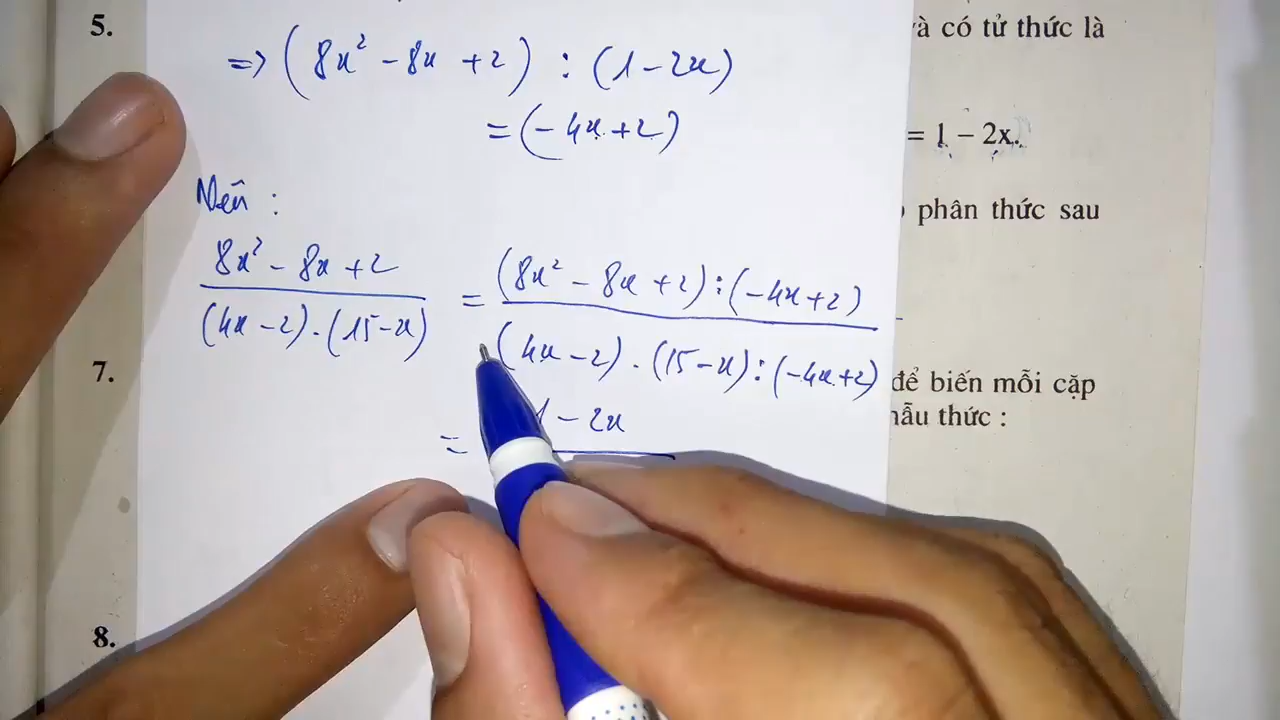 5.
và có tử thức là
=> (8x² - 8x + 2) : (1 - 2x)
= (-4x + 2)
= 1 – 2x.
Nên :
phân thức sau
8x² - 8x + 2
(4x - 2) . (15 - x)
= (8x² - 8x + 2) : (-4x + 2)
(4x - 2) . (15 - x) : (-4x + 2)
7.
để biến mỗi cặp
mẫu thức :
= 1 - 2x
8.